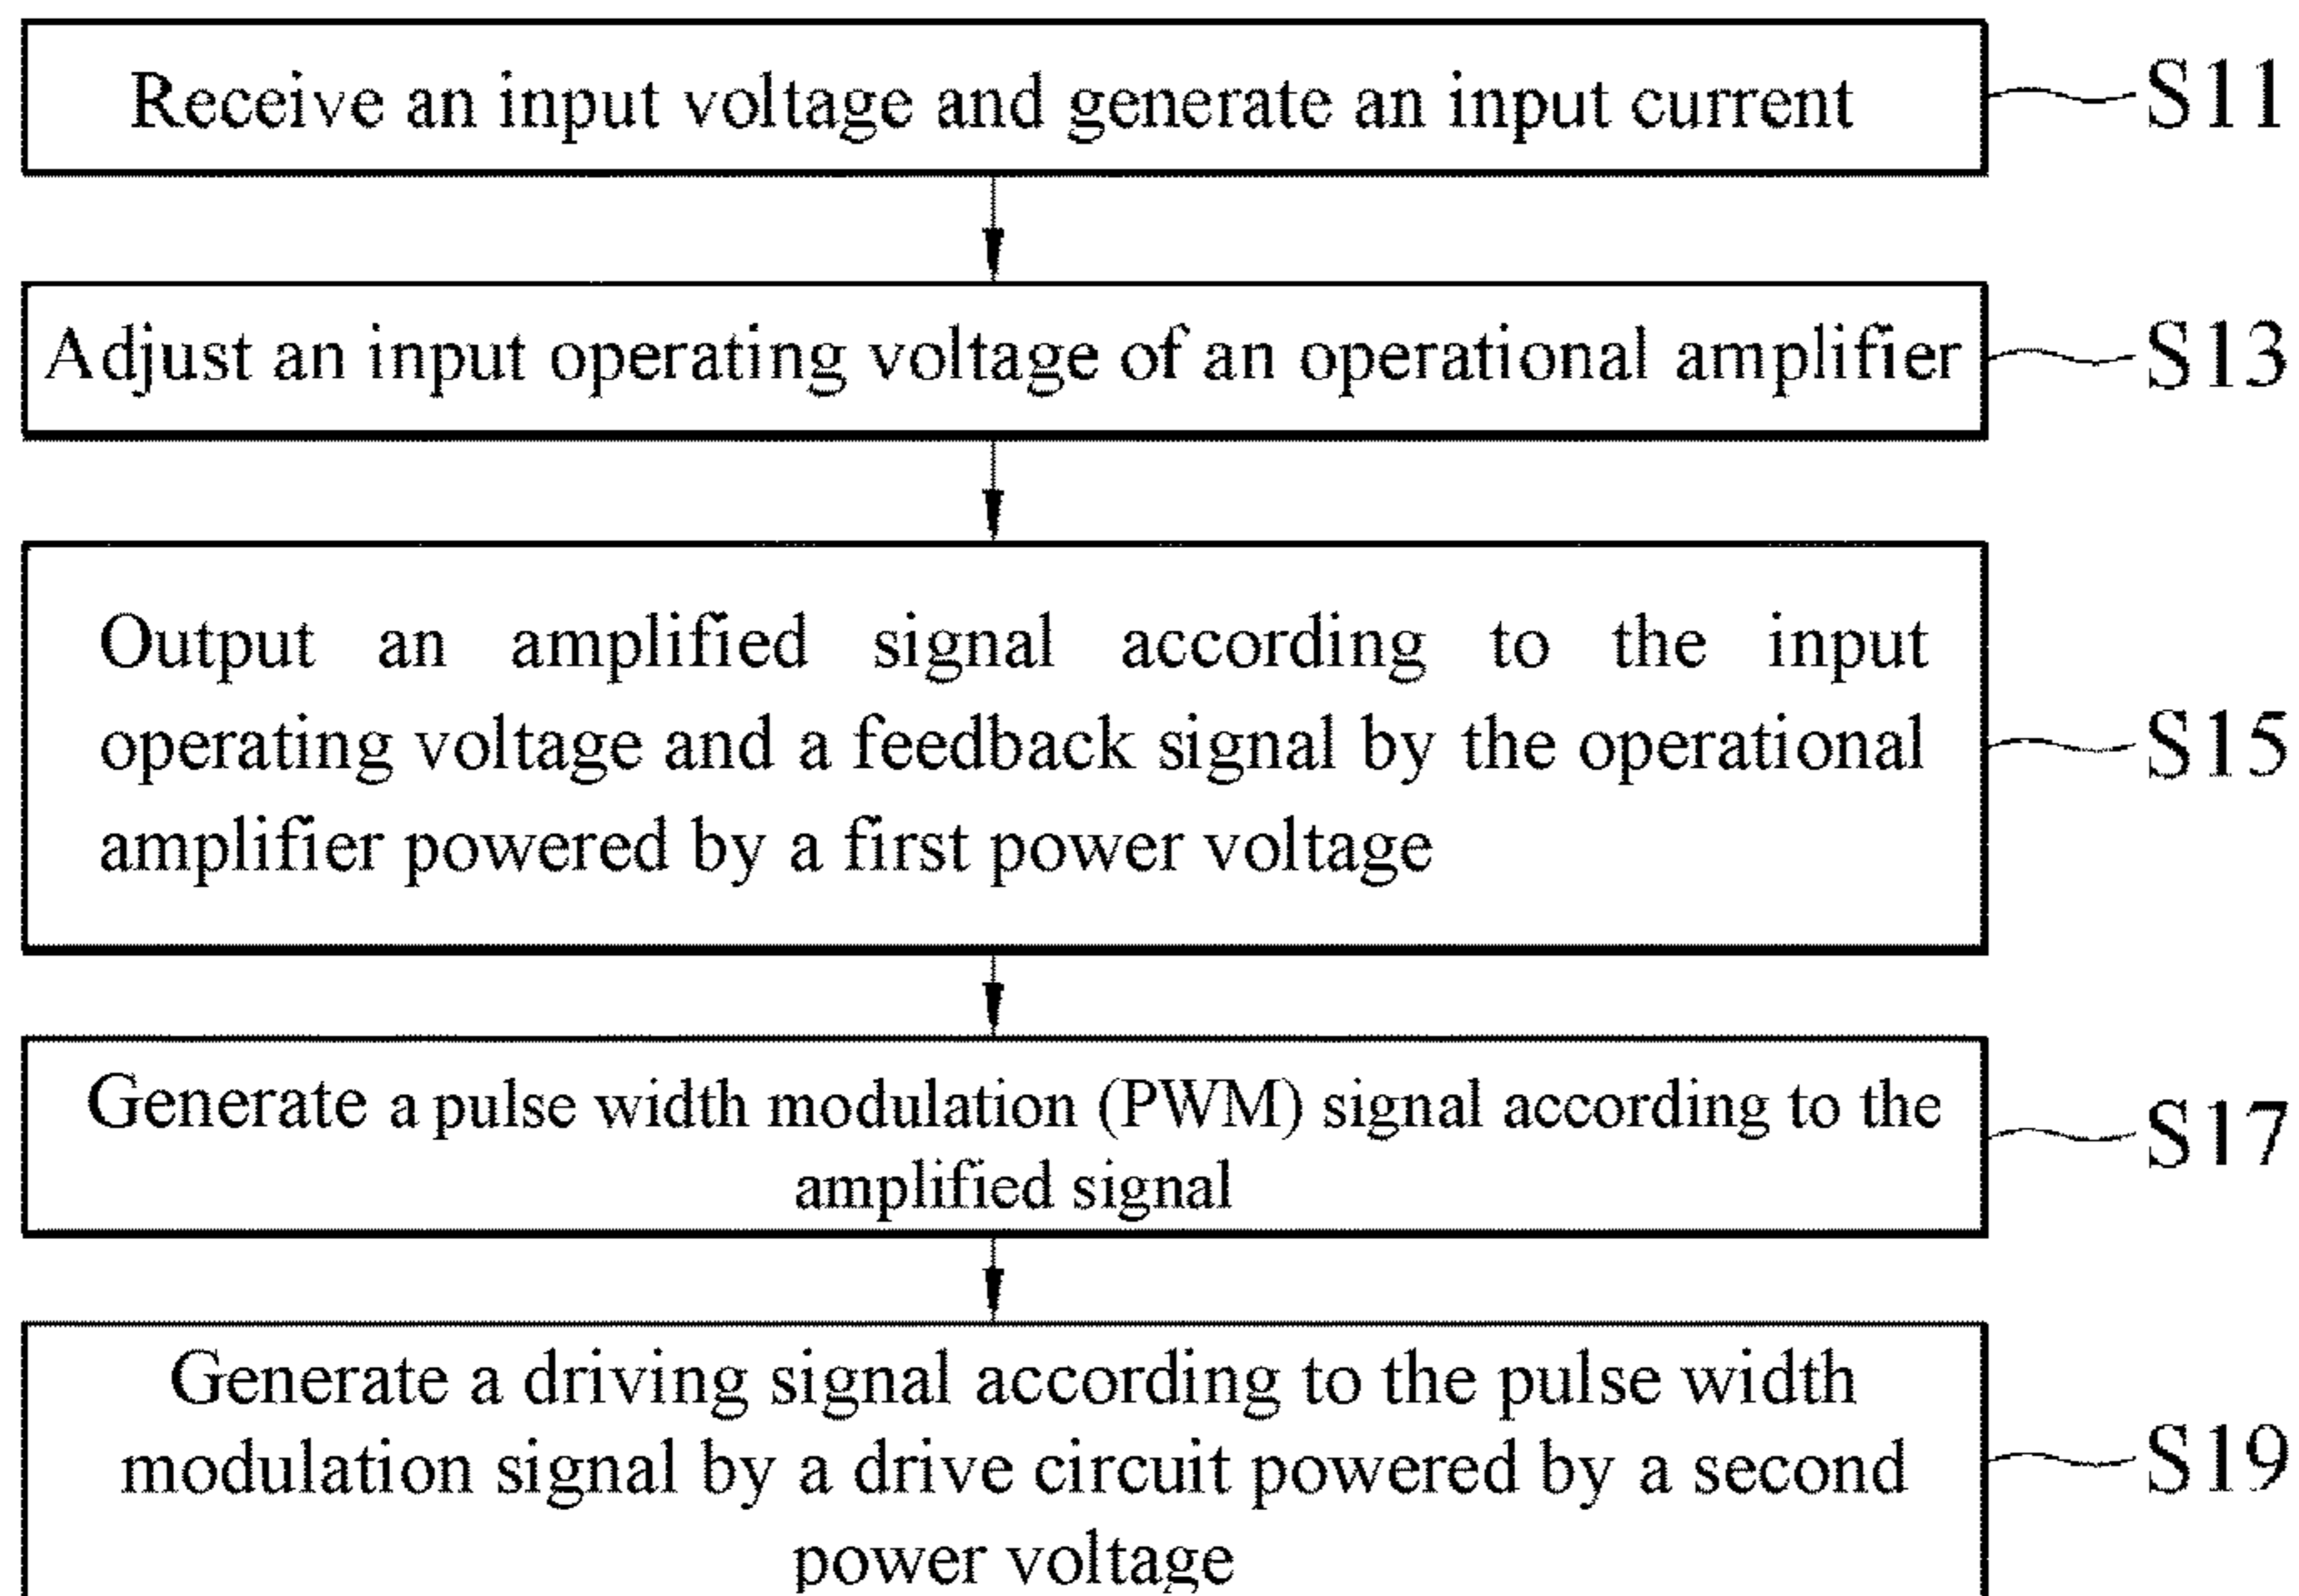 Receive an input voltage and generate an input current
S11
Adjust an input operating voltage of an operational amplifier
S13
Output an amplified signal according to the input
operating voltage and a feedback signal by the operational
amplifier powered by a first power voltage
S15
Generate a pulse width modulation (PWM) signal according to the
amplified signal
S17
Generate a driving signal according to the pulse width
modulation signal by a drive circuit powered by a second
power voltage
S19